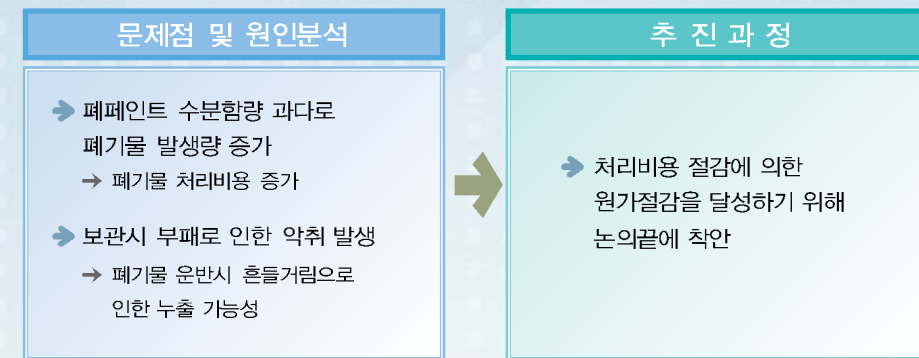 문제점 및 원인분석
➔ 폐페인트 수분함량 과다로
폐기물 발생량 증가
→ 폐기물 처리비용 증가
➔ 보관시 부패로 인한 악취 발생
→ 폐기물 운반시 흔들거림으로
인한 누출 가능성
추 진 과 정
➔ 처리비용 절감에 의한
원가절감을 달성하기 위해
논의끝에 착안